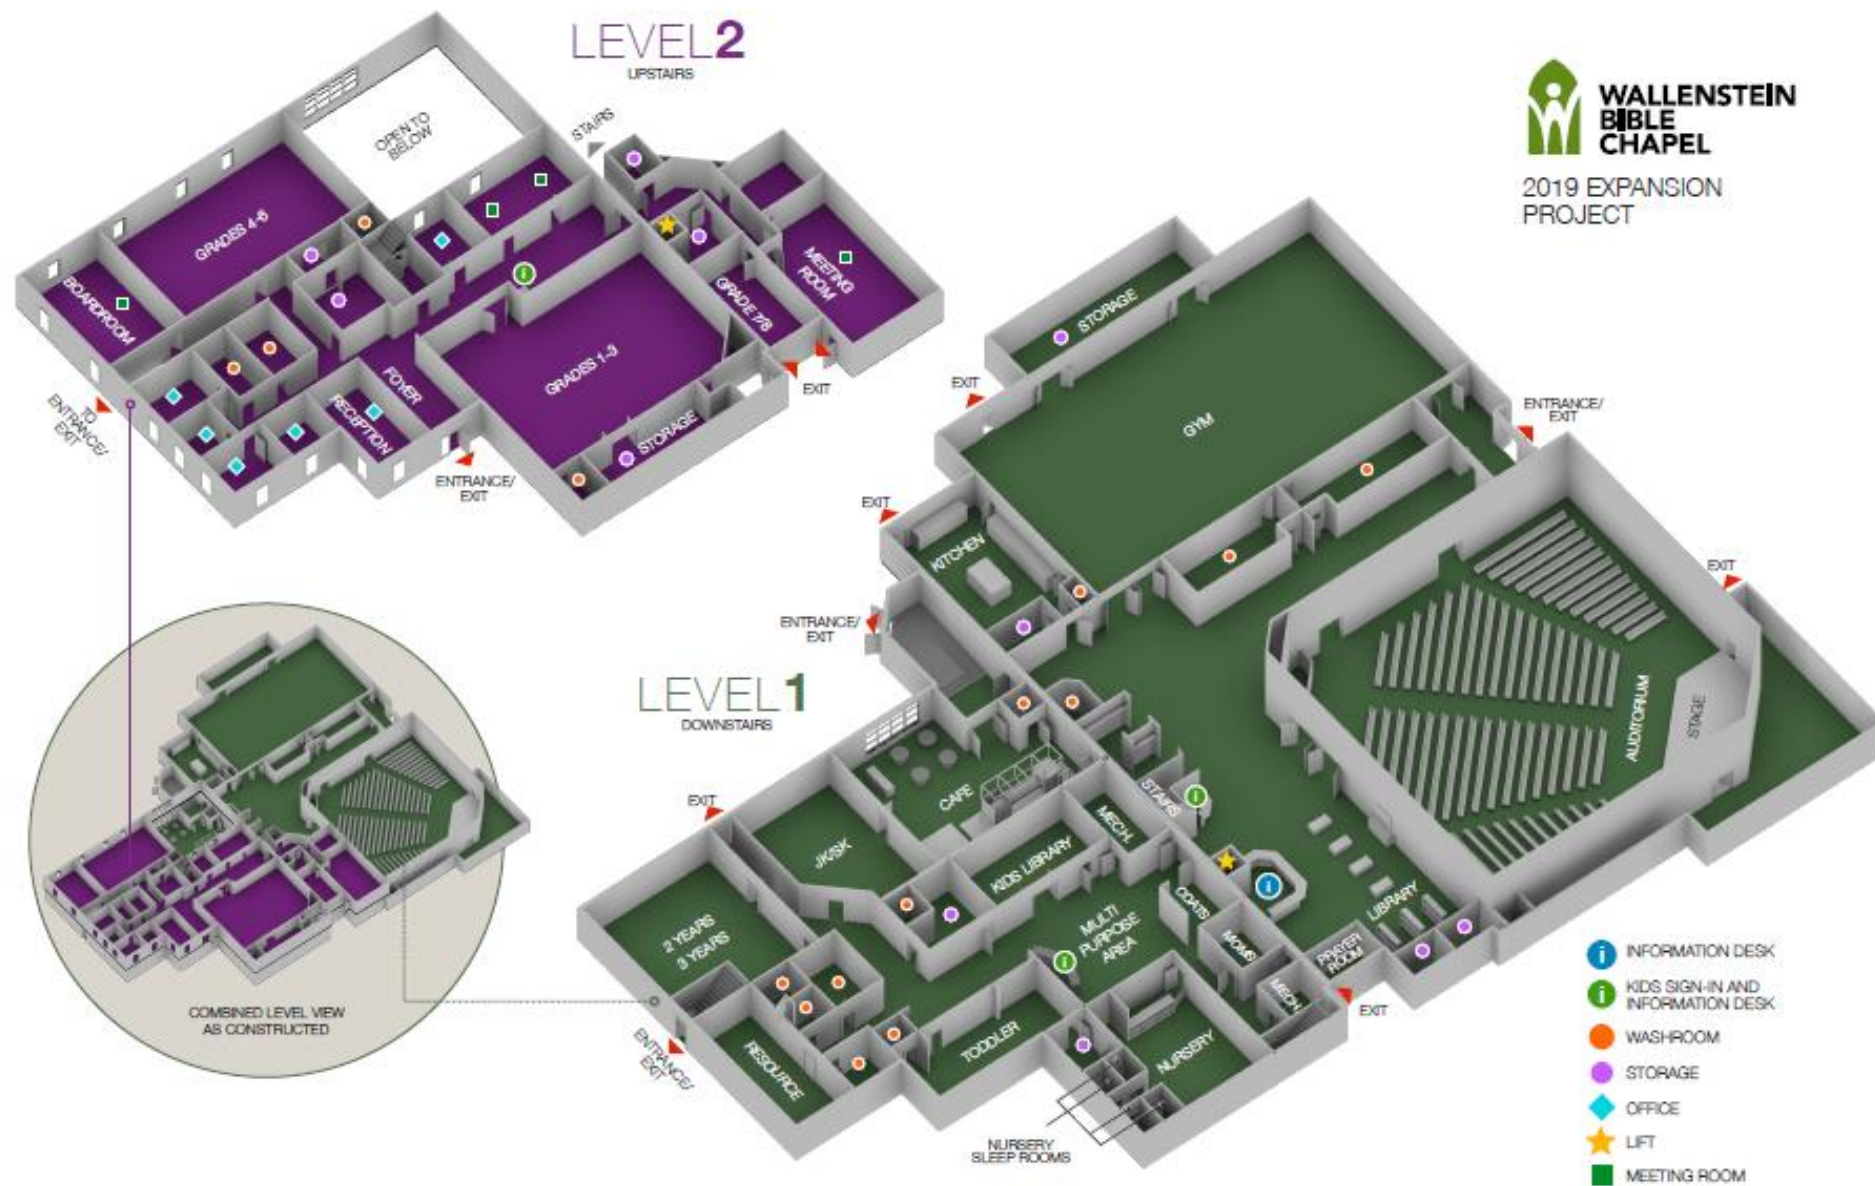 LEVEL2
UPSTAIRS
WALLENSTEIN
BIBLE
CHAPEL
2019 EXPANSION
PROJECT
OPEN TO
BELOW
STAIRS
GRADES 4-6
BOARDROOM
MEETING
ROOM
GRADE 7/8
GRADES 1-3
FOYER
RECEPTION
STORAGE
EXIT
TO
ENTRANCE/
EXIT
ENTRANCE/
EXIT
STORAGE
GYM
EXIT
ENTRANCE/
EXIT
EXIT
KITCHEN
ENTRANCE/
EXIT
EXIT
AUDITORIUM
STAGE
LEVEL1
DOWNSTAIRS
CAFE
STAIRS
MECH.
EXIT
JK/SK
KIDS LIBRARY
COATS
LIBRARY
2 YEARS
3 YEARS
MULTI
PURPOSE
AREA
MOMS
PRAYER
ROOM
MECH.
EXIT
TODDLER
NURSERY
RESOURCE
ENTRANCE/
EXIT
NURSERY
SLEEP ROOMS
COMBINED LEVEL VIEW
AS CONSTRUCTED
i INFORMATION DESK
i KIDS SIGN-IN AND
INFORMATION DESK
WASHROOM
STORAGE
OFFICE
LIFT
MEETING ROOM